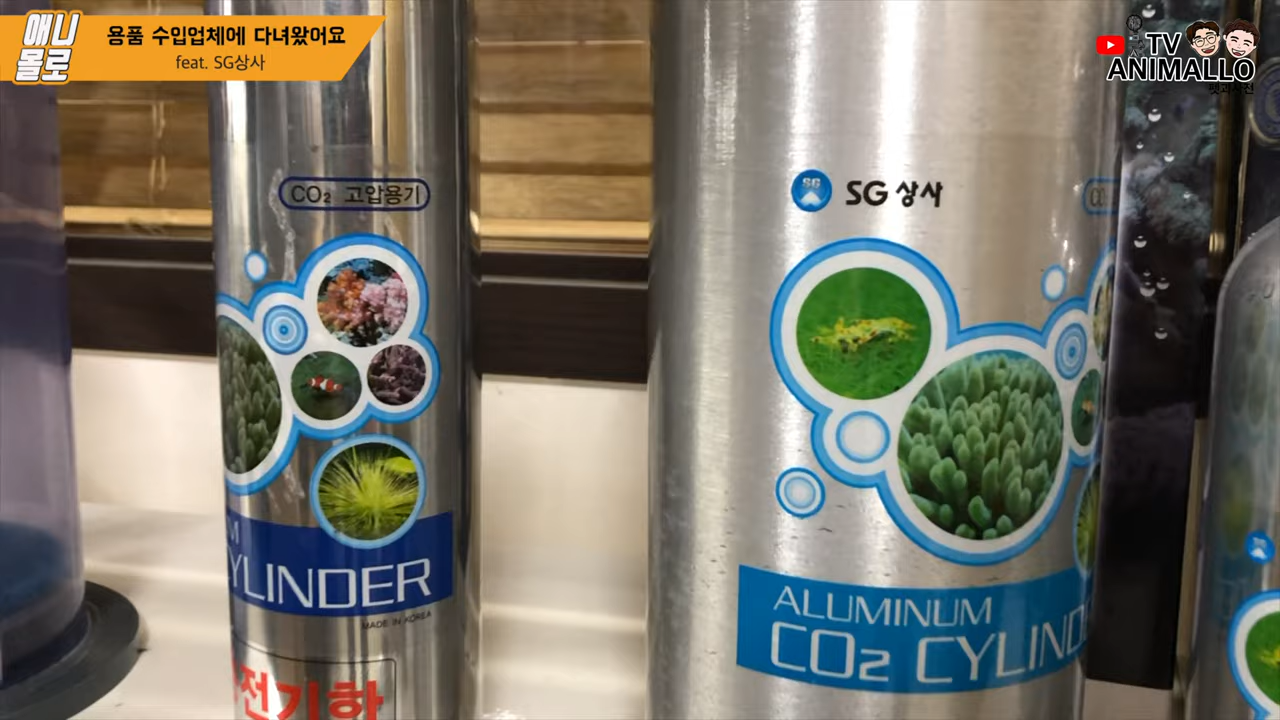 애니
몰로
용품 수입업체에 다녀왔어요
feat. SG상사
TV
ANIMALLO
CO₂ 고압용기
YLINDER
MADE IN KOREA
전기하
SG
SG 상사
ALUMINUM
CO₂ CYLIND